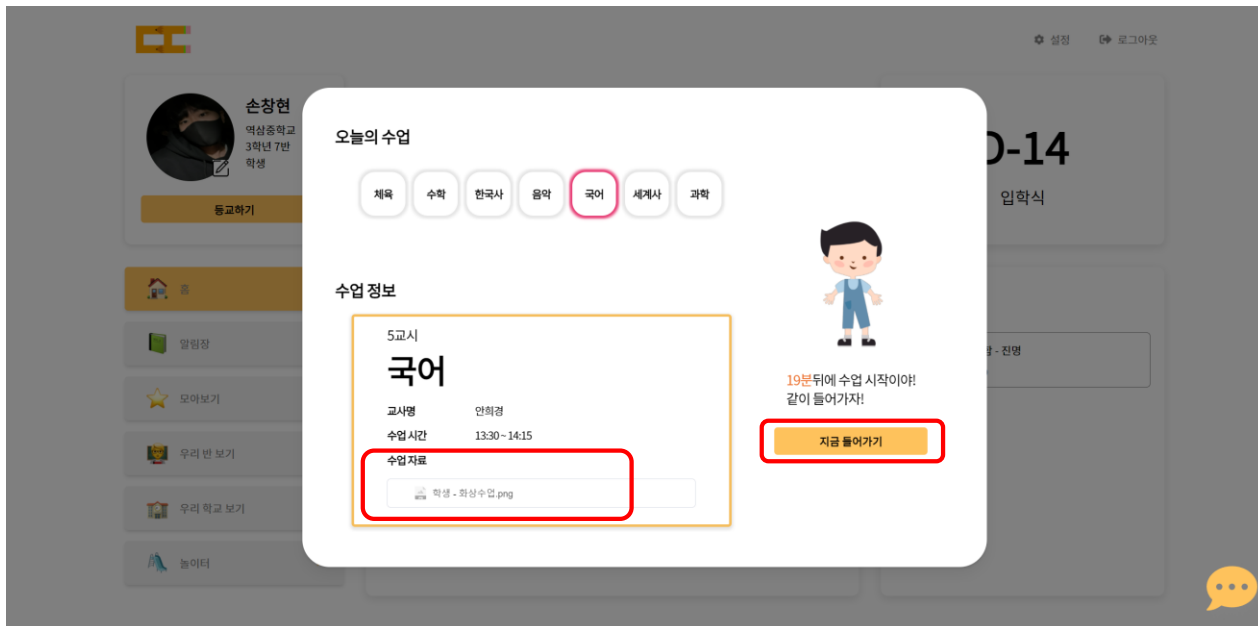 설정
로그아웃
손창현
역삼중학교
3학년 7반
학생
등교하기
홈
알림장
모아보기
우리 반 보기
우리 학교 보기
놀이터
오늘의 수업
체육 수학 한국사 음악 국어 세계사 과학
수업 정보
5교시
국어
교사명 안희경
수업 시간 13:30 ~ 14:15
수업 자료
학생 - 화상수업.png
19분뒤에 수업 시작이야!
같이 들어가자!
지금 들어가기
-14
입학식
- 진명